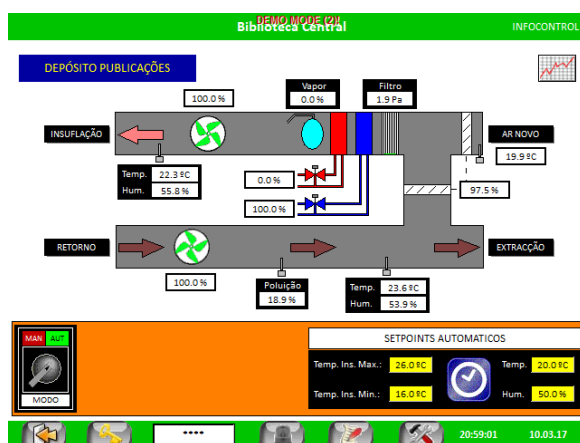 DEMO MODE (2)!
Biblioteca Central
INFOCONTROL
DEPÓSITO PUBLICAÇÕES
100.0 %
Vapor
0.0 %
Filtro
1.9 Pa
INSUFLAÇÃO
AR NOVO
19.9 ºC
Temp. 22.3 ºC
Hum. 55.8 %
0.0 %
100.0 %
97.5 %
RETORNO
EXTRACÇÃO
100.0 %
Poluição
18.9 %
Temp. 23.6 ºC
Hum. 53.9 %
MAN AUT
MODO
SETPOINTS AUTOMATICOS
Temp. Ins. Max.: 26.0 ºC
Temp. 20.0 ºC
Temp. Ins. Min.: 16.0 ºC
Hum. 50.0 %
****
20:59:01 10.03.17